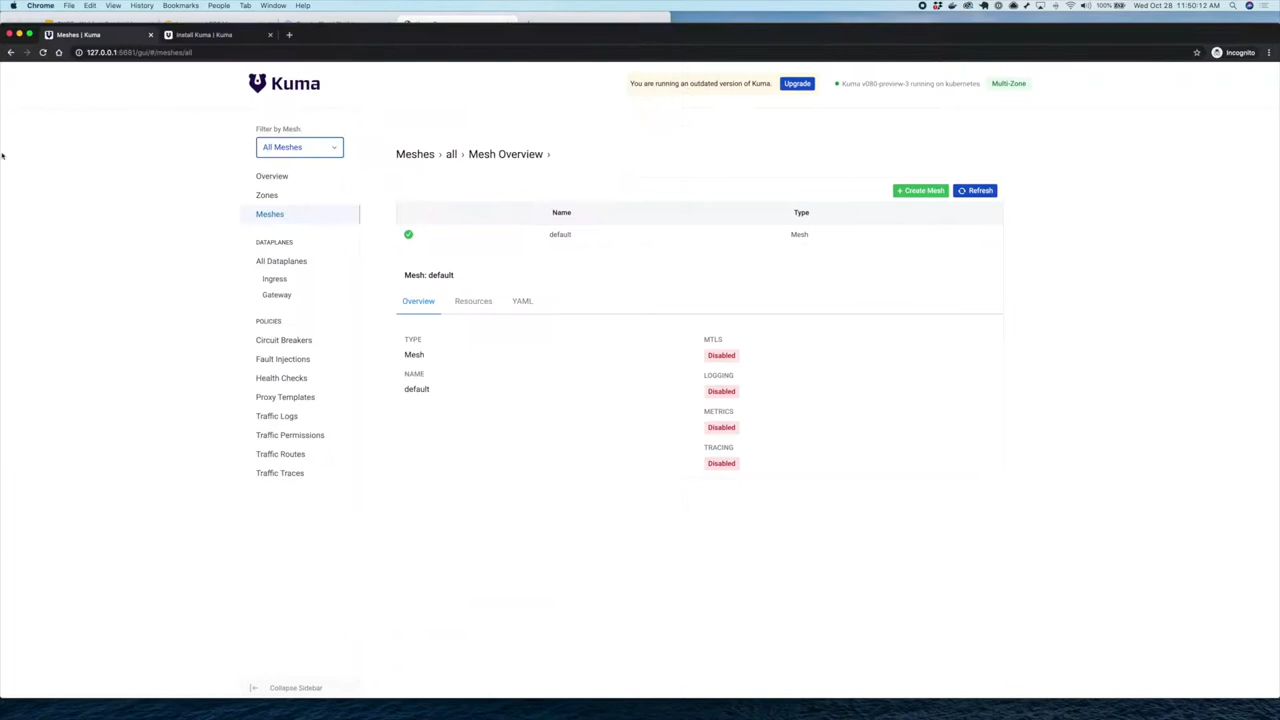 Chrome File Edit View History Bookmarks People Tab Window Help
100% Wed Oct 28 11:50:12 AM
Meshes | Kuma
Install Kuma | Kuma
127.0.0.1:5681/gui/#/meshes/all
Incognito
Kuma
You are running an outdated version of Kuma.
Upgrade
Kuma v080-preview-3 running on kubernetes
Multi-Zone
Filter by Mesh:
All Meshes
Overview
Zones
Meshes
DATAPLANES
All Dataplanes
Ingress
Gateway
POLICIES
Circuit Breakers
Fault Injections
Health Checks
Proxy Templates
Traffic Logs
Traffic Permissions
Traffic Routes
Traffic Traces
Collapse Sidebar
Meshes › all › Mesh Overview ›
+ Create Mesh
Refresh
Name Type
default Mesh
Mesh: default
Overview Resources YAML
TYPE
Mesh
NAME
default
MTLS
Disabled
LOGGING
Disabled
METRICS
Disabled
TRACING
Disabled